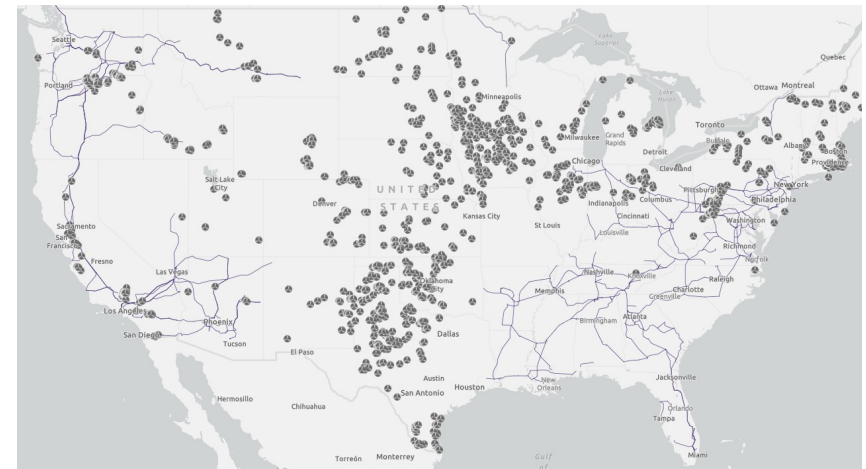 Seattle
Portland
Lake
Superior
Quebec
Ottawa Montreal
Minneapolis
Lake
Huron
Toronto
Milwaukee
Grand
Rapids
Buffalo
Albany
Boston
Detroit
Providence
Chicago
Cleveland
Salt Lake
City
New York
Pittsburgh
Philadelphia
UNITED
STATES
Denver
Indianapolis
Columbus
Kansas City
Cincinnati
Washington
Sacramento
St Louis
Louisville
San
Francisco
Richmond
Fresno
Norfolk
Las Vegas
Nashville
Knoxville
Oklahoma
City
Raleigh
Memphis
Charlotte
Greenville
Los Angeles
Phoenix
Birmingham
Atlanta
San Diego
Dallas
Tucson
El Paso
Austin
Jacksonville
Houston
New
Orleans
San Antonio
Hermosillo
Chihuahua
Orlando
Tampa
Torreón
Monterrey
Gulf
of
Miami